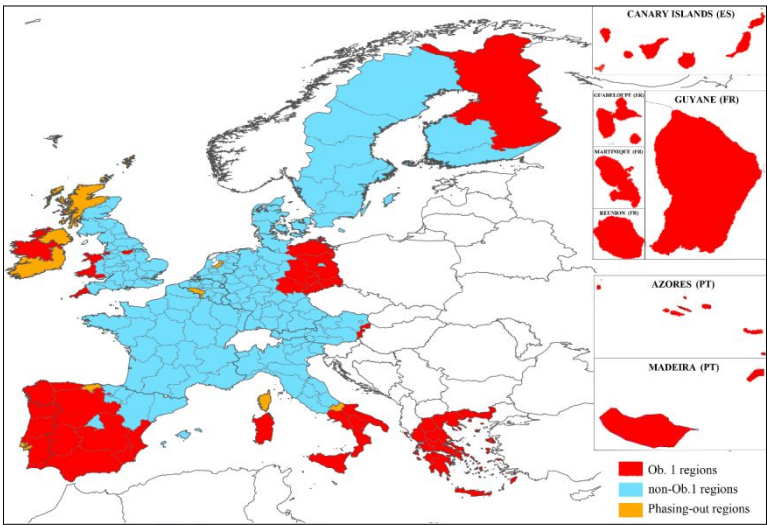 CANARY ISLANDS (ES)
GUADELOUPE (FR)
GUYANE (FR)
MARTINIQUE (FR)
REUNION (FR)
AZORES (PT)
MADEIRA (PT)
Ob. 1 regions
non-Ob.1 regions
Phasing-out regions